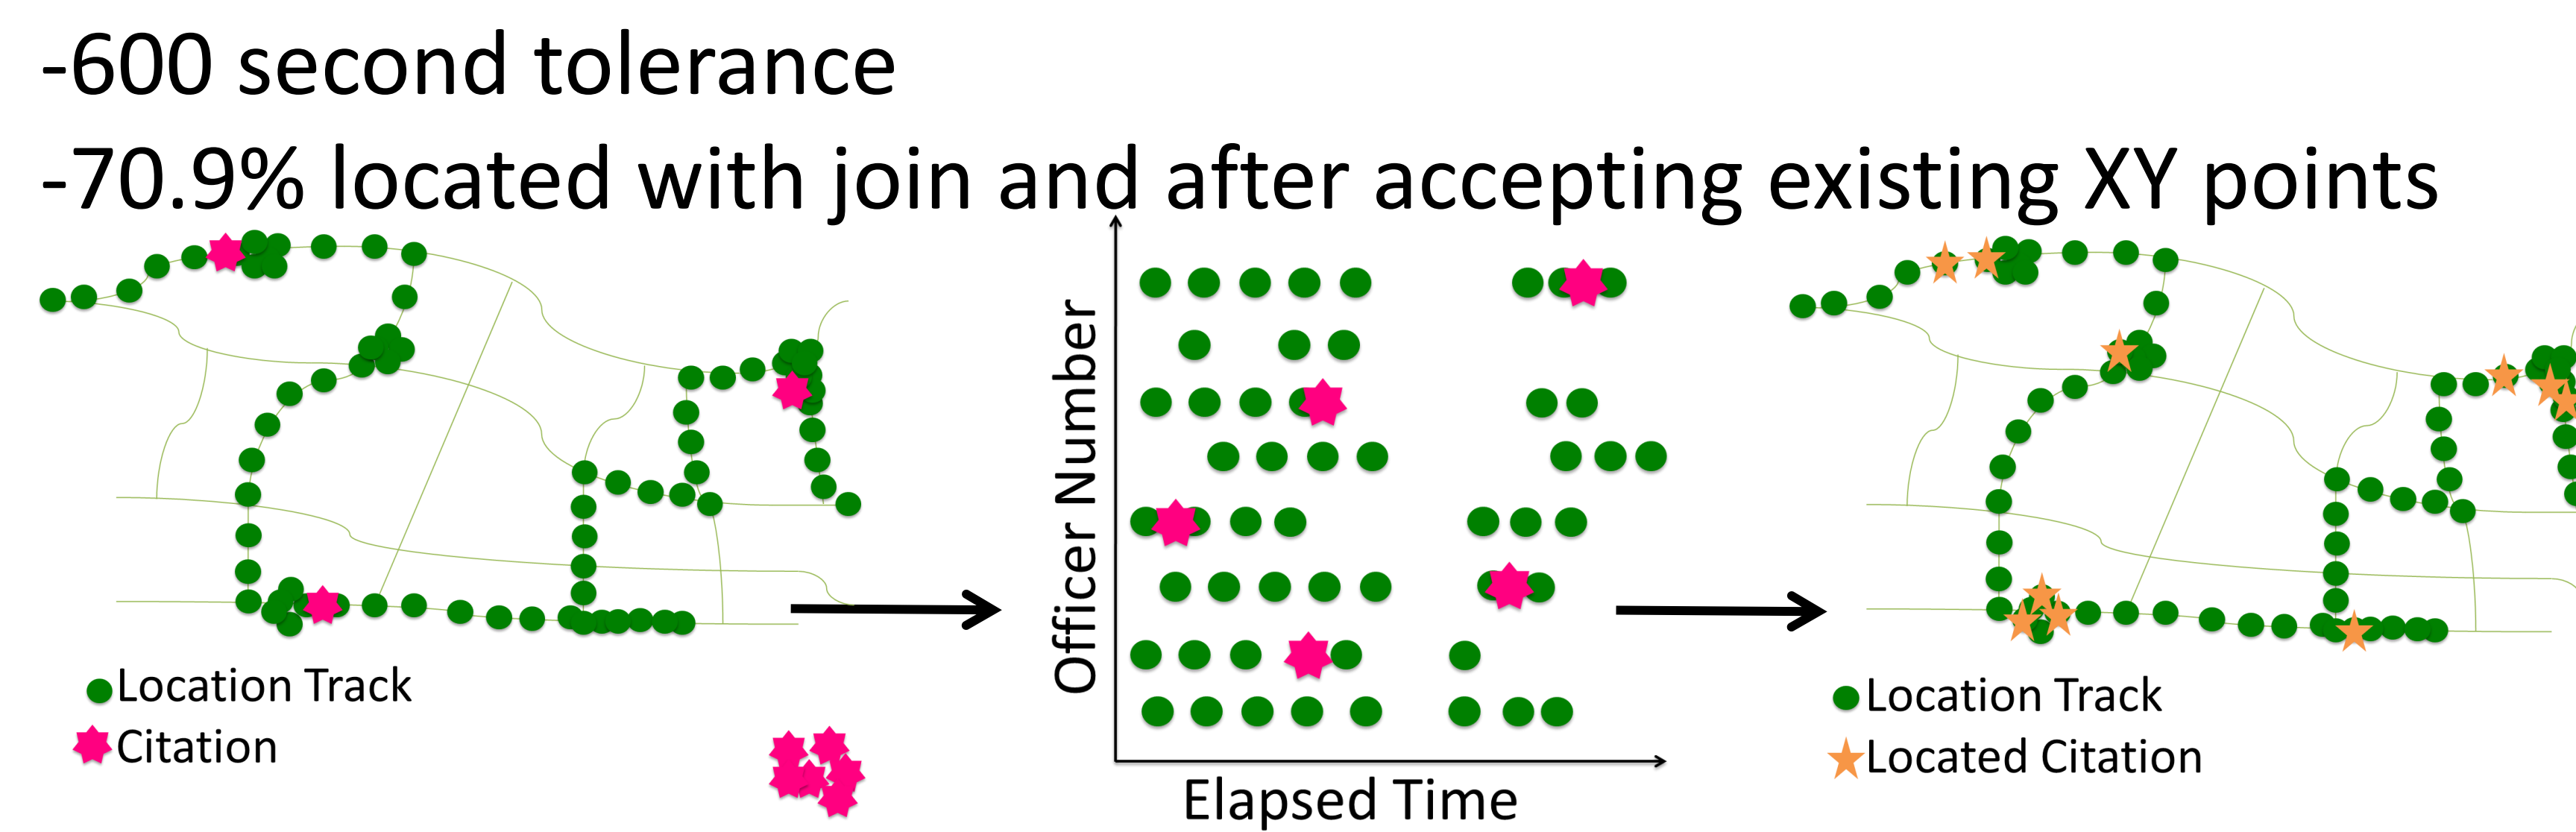 -600 second tolerance
-70.9% located with join and after accepting existing XY points
Location Track
Citation
Officer Number
Elapsed Time
Location Track
Located Citation